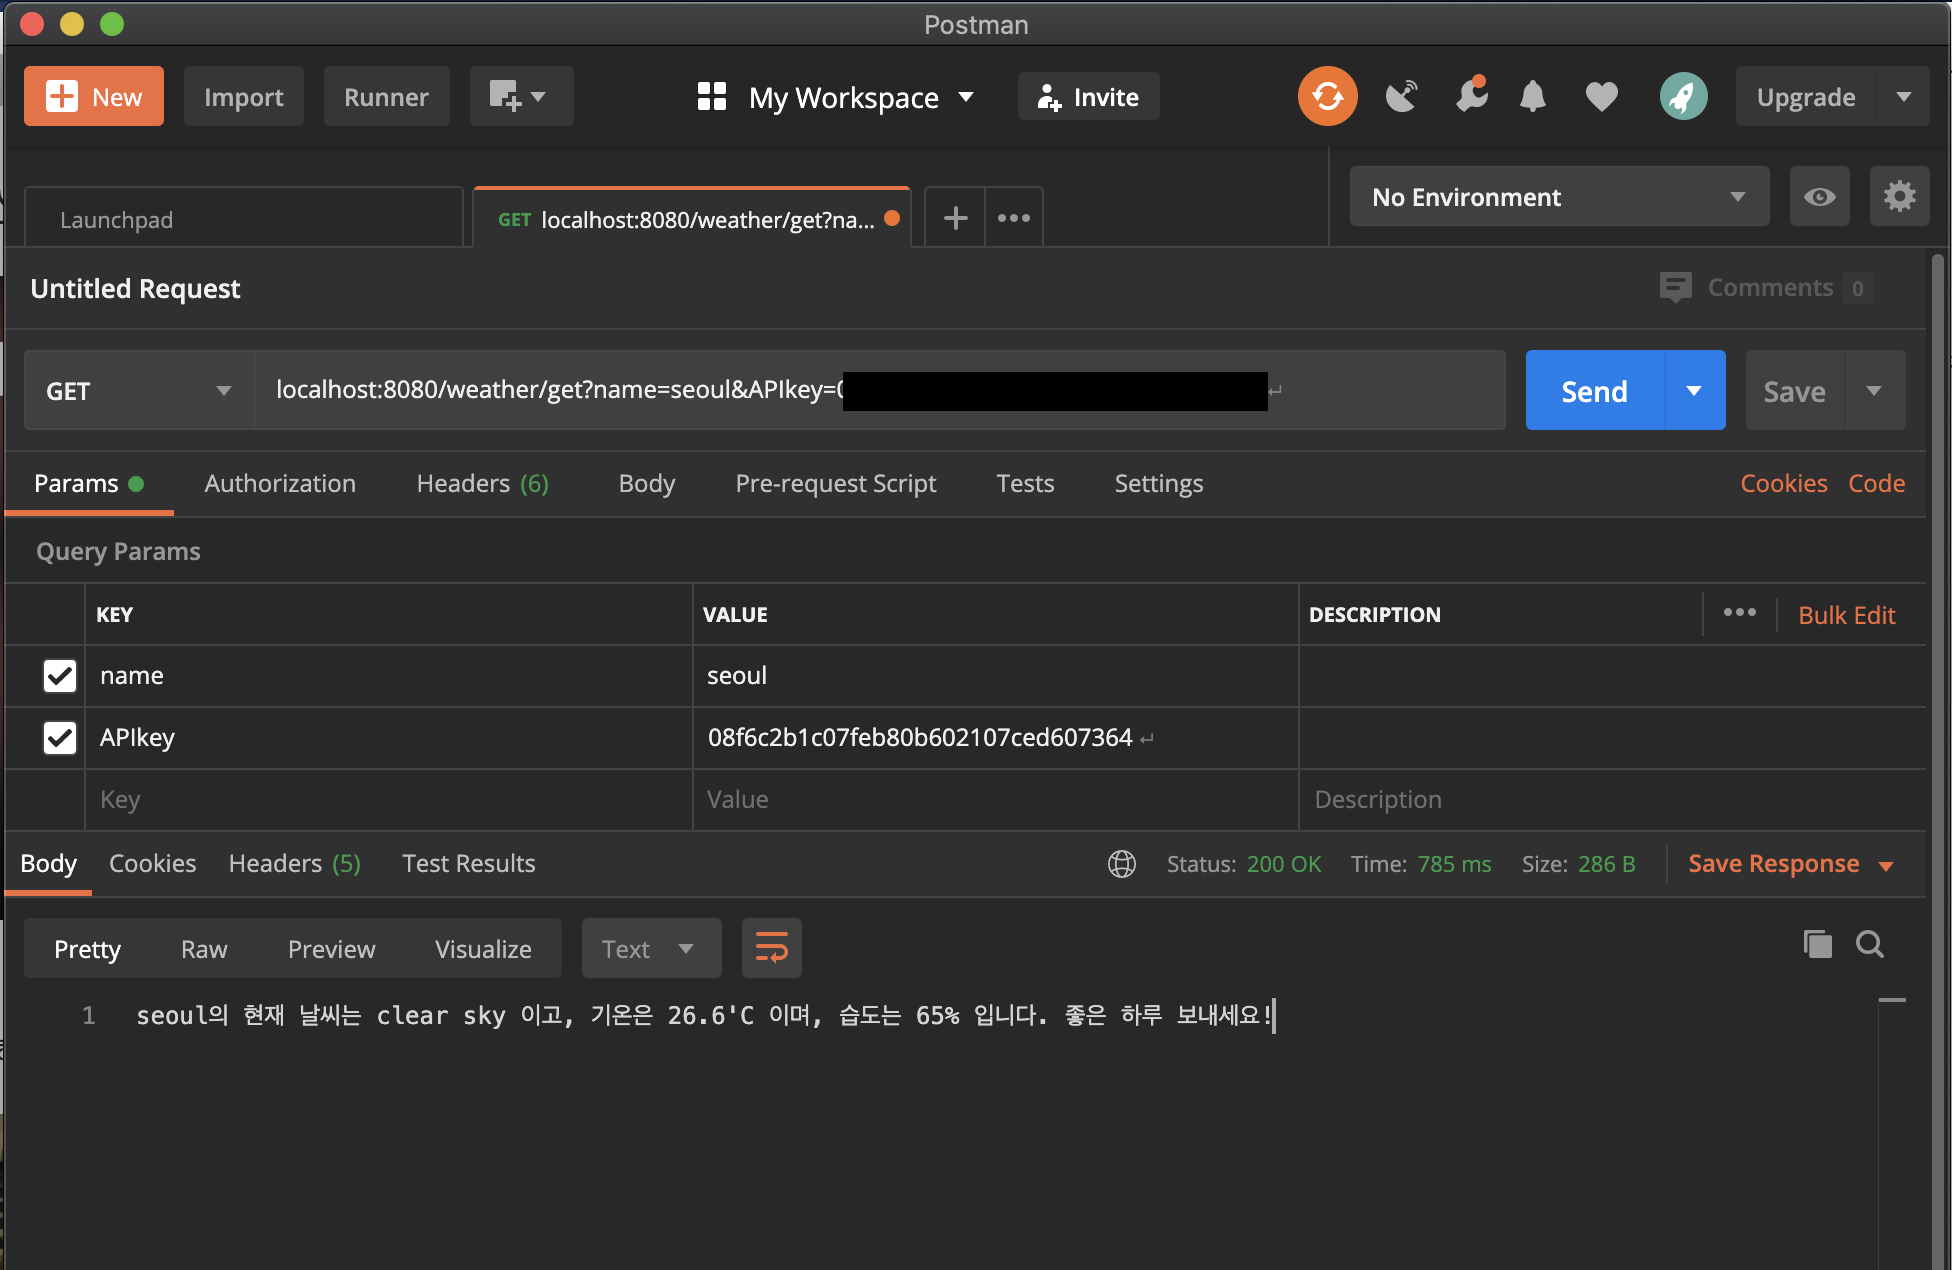 Postman
New
Import
Runner
My Workspace
Invite
Upgrade
Launchpad
GET localhost:8080/weather/get?na...
No Environment
Untitled Request
Comments 0
GET
localhost:8080/weather/get?name=seoul&APIkey=0
Send
Save
Params
Authorization
Headers (6)
Body
Pre-request Script
Tests
Settings
Cookies
Code
Query Params
KEY
VALUE
DESCRIPTION
Bulk Edit
name
seoul
APIkey
08f6c2b1c07feb80b602107ced607364
Key
Value
Description
Body
Cookies
Headers (5)
Test Results
Status: 200 OK
Time: 785 ms
Size: 286 B
Save Response
Pretty
Raw
Preview
Visualize
Text
1
seoul의 현재 날씨는 clear sky 이고, 기온은 26.6'C 이며, 습도는 65% 입니다. 좋은 하루 보내세요!